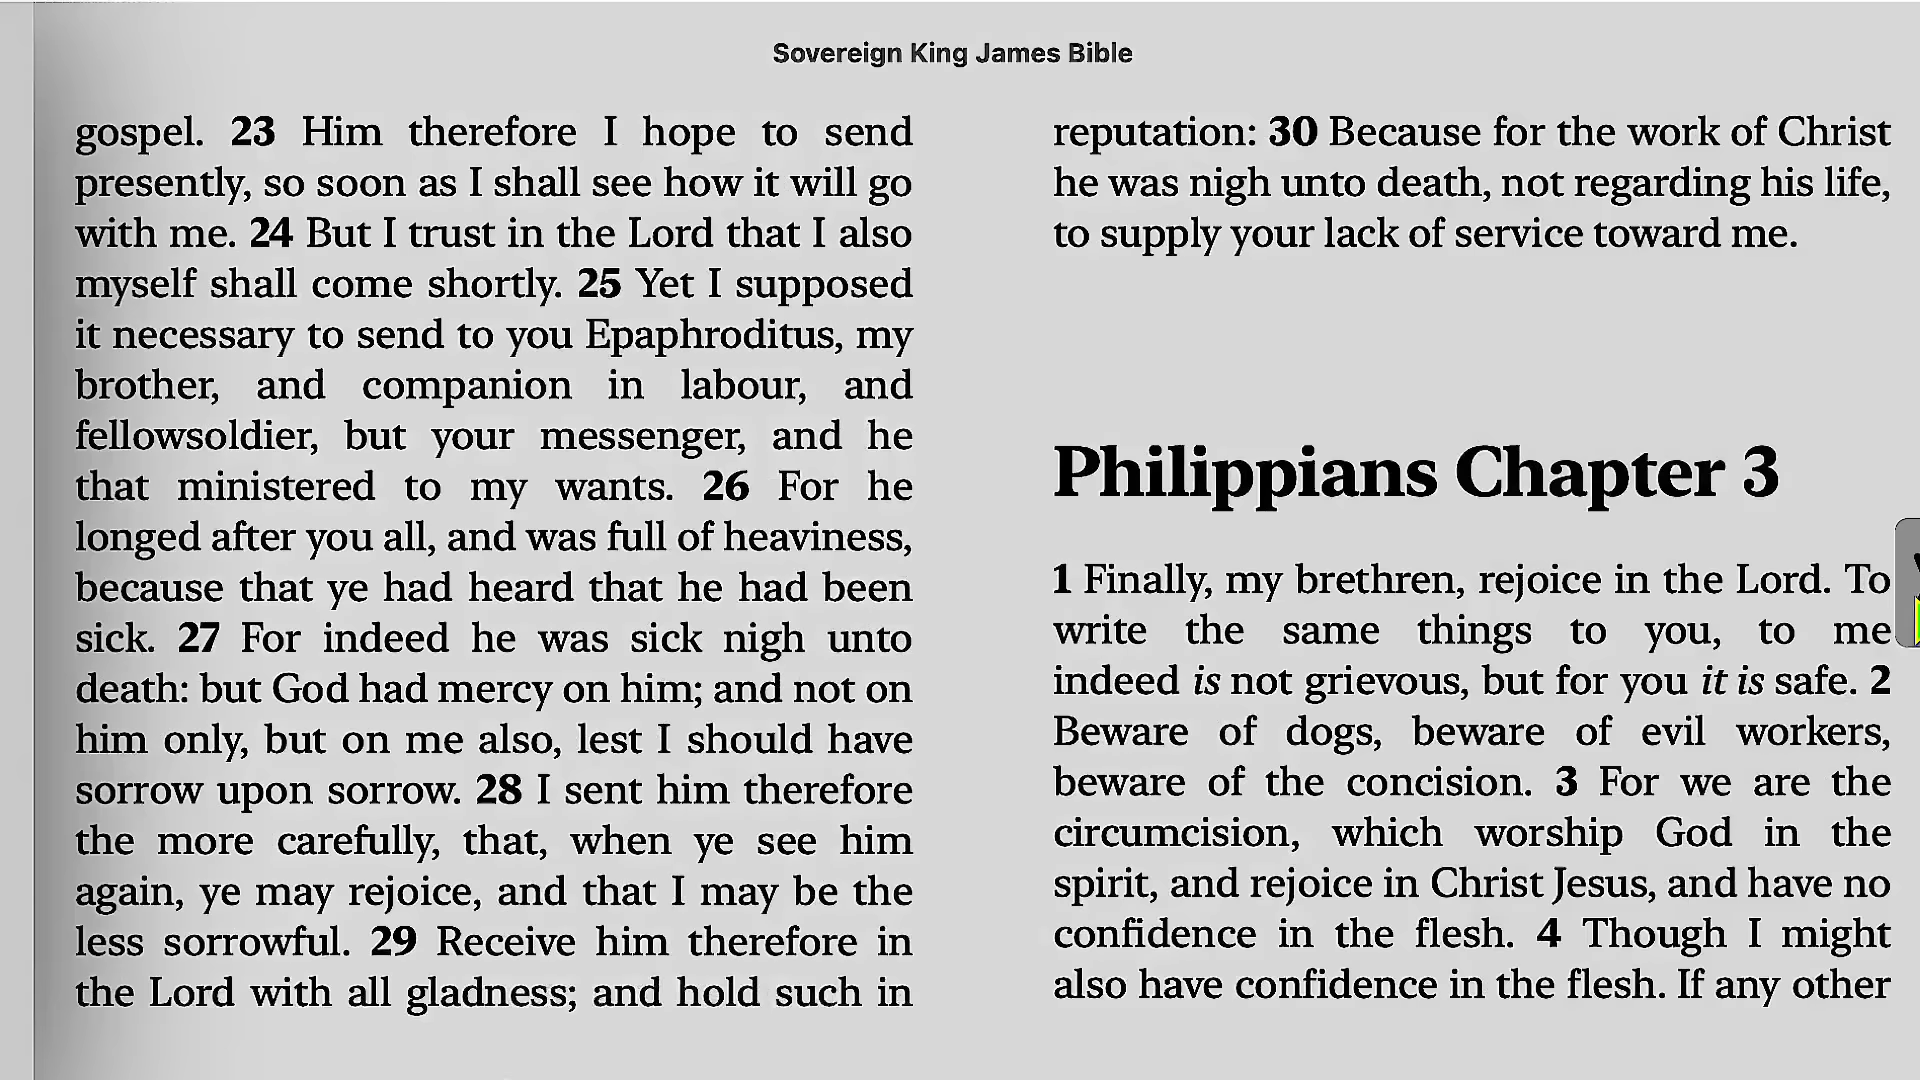 Sovereign King James Bible
gospel. 23 Him therefore I hope to send
presently, so soon as I shall see how it will go
with me. 24 But I trust in the Lord that I also
myself shall come shortly. 25 Yet I supposed
it necessary to send to you Epaphroditus, my
brother, and companion in labour, and
fellowsoldier, but your messenger, and he
that ministered to my wants. 26 For he
longed after you all, and was full of heaviness,
because that ye had heard that he had been
sick. 27 For indeed he was sick nigh unto
death: but God had mercy on him; and not on
him only, but on me also, lest I should have
sorrow upon sorrow. 28 I sent him therefore
the more carefully, that, when ye see him
again, ye may rejoice, and that I may be the
less sorrowful. 29 Receive him therefore in
the Lord with all gladness; and hold such in
reputation: 30 Because for the work of Christ
he was nigh unto death, not regarding his life,
to supply your lack of service toward me.
Philippians Chapter 3
1 Finally, my brethren, rejoice in the Lord. To
write the same things to you, to me
indeed is not grievous, but for you it is safe. 2
Beware of dogs, beware of evil workers,
beware of the concision. 3 For we are the
circumcision, which worship God in the
spirit, and rejoice in Christ Jesus, and have no
confidence in the flesh. 4 Though I might
also have confidence in the flesh. If any other